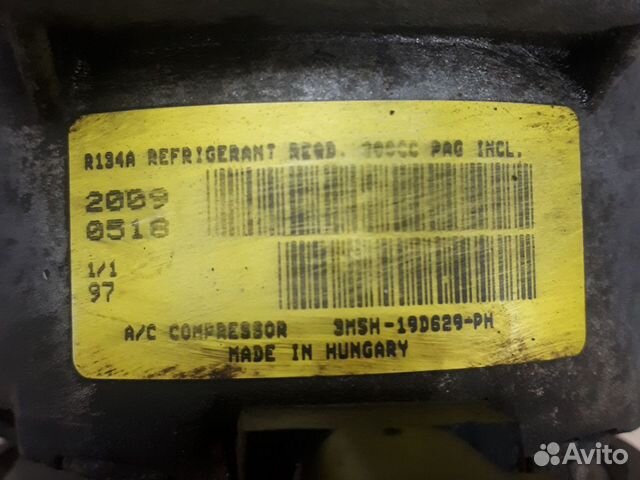 R134A REFRIGERANT REQD. PAG INCL.
2009
0518
1/1
97
A/C COMPRESSOR 3M5H-19D629-PH
MADE IN HUNGARY
Avito